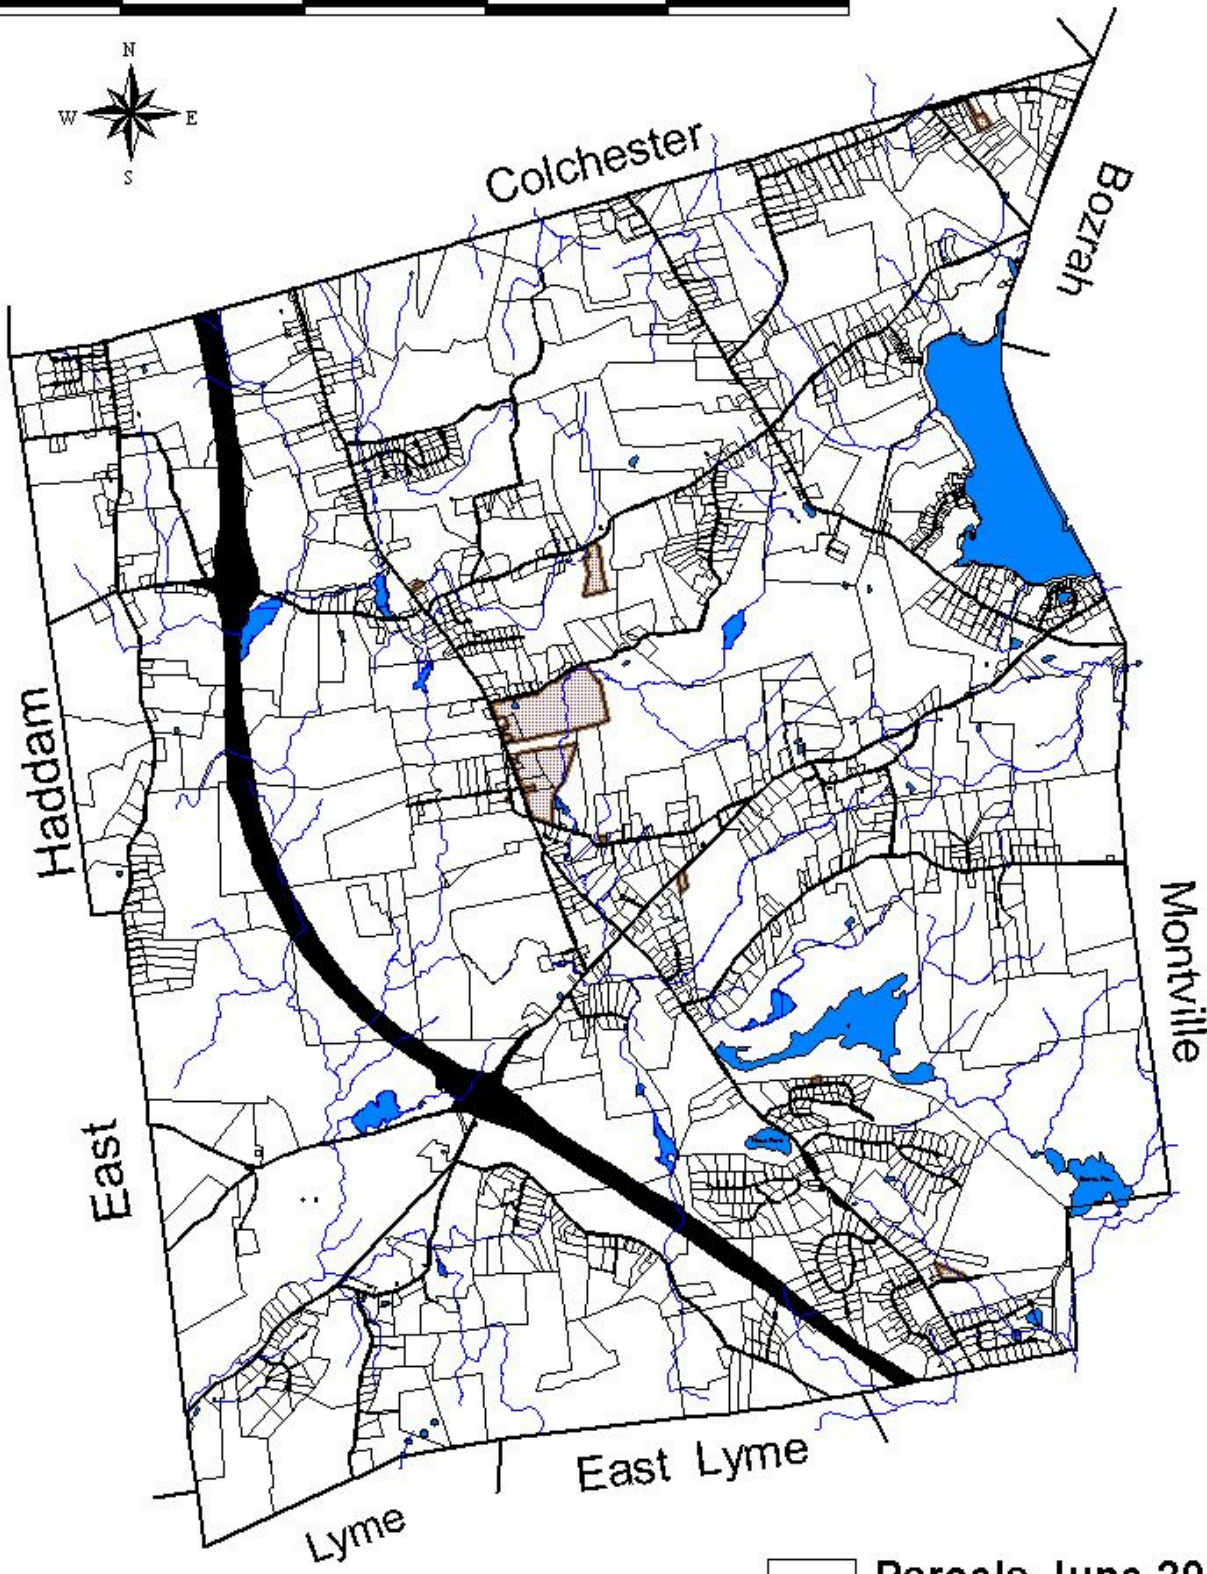 N
W E
S
Colchester
Bozrah
East Haddam
Montville
East Lyme
Lyme
Parcels June 20